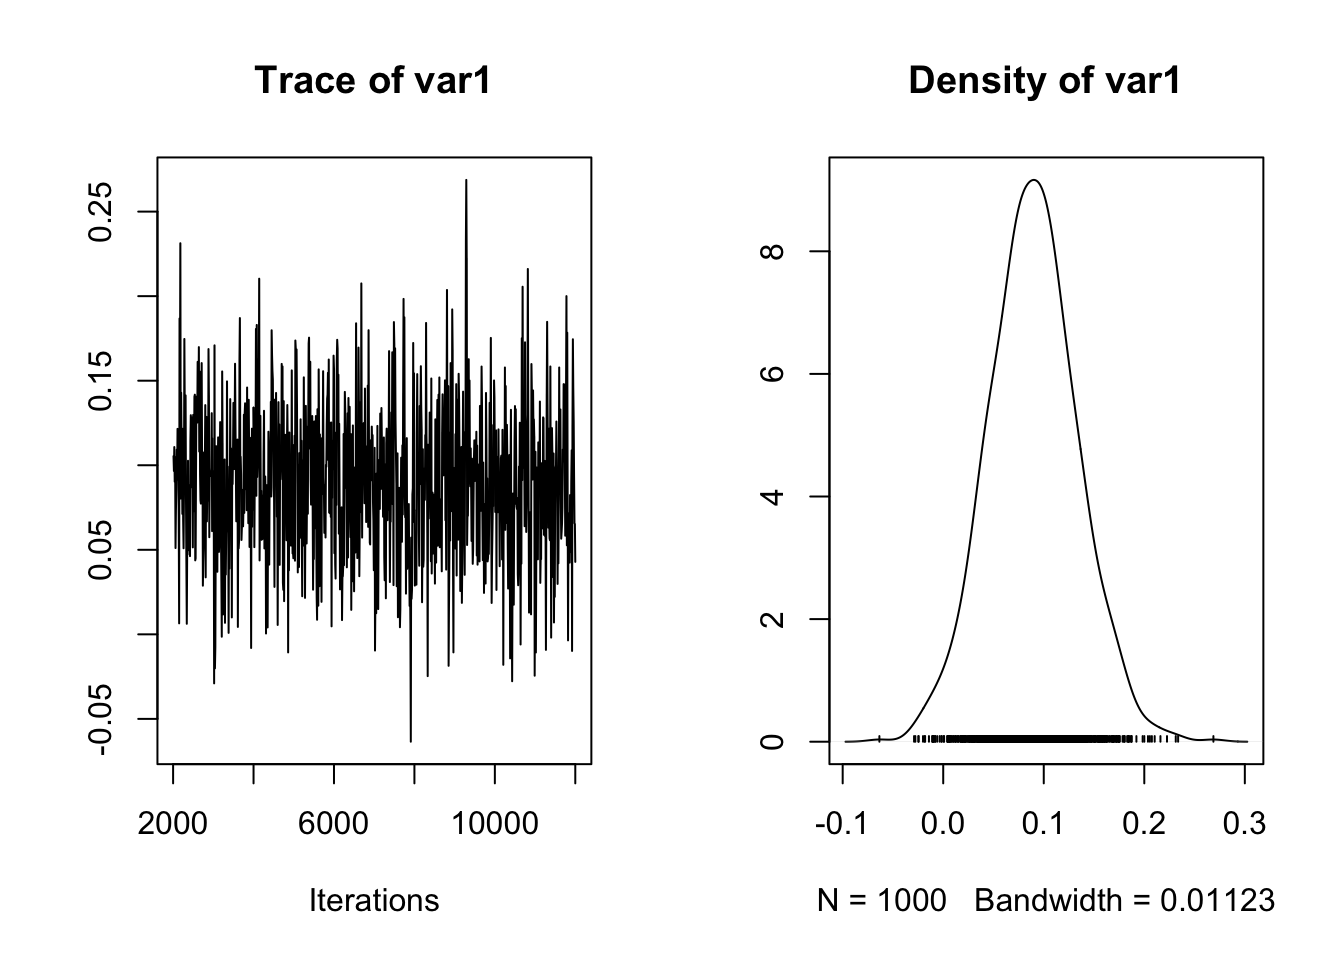 Trace of var1
0.25
0.15
0.05
-0.05
2000 6000 10000
Iterations
Density of var1
8
6
4
2
0
-0.1 0.0 0.1 0.2 0.3
N = 1000 Bandwidth = 0.01123